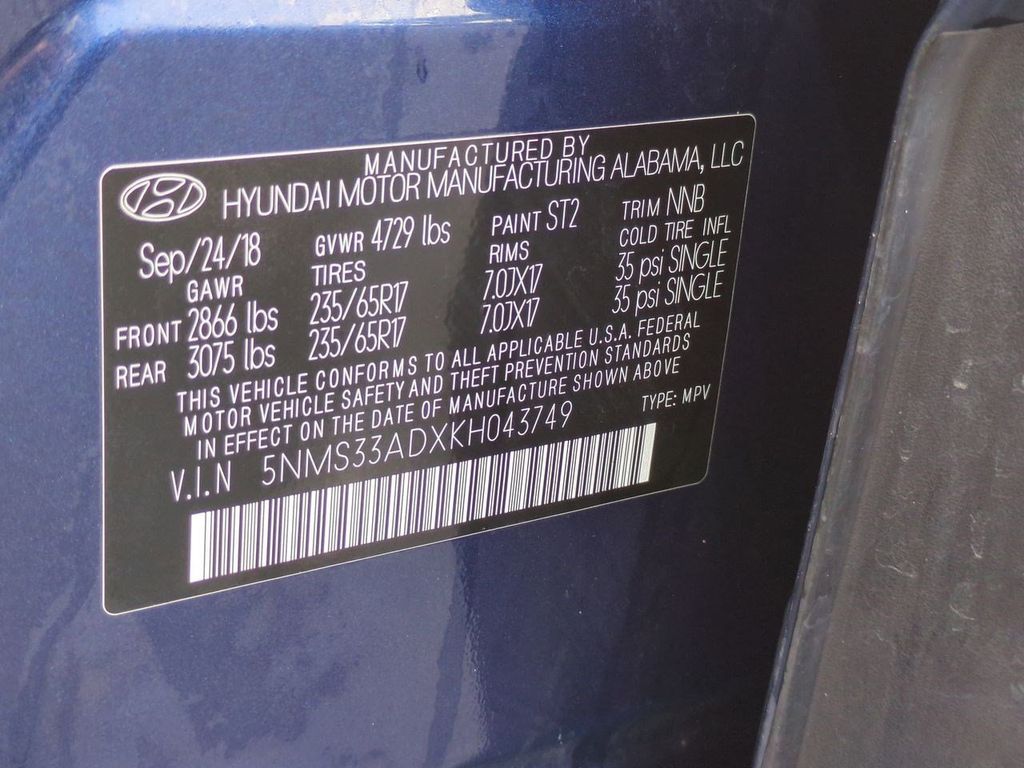 MANUFACTURED BY
HYUNDAI MOTOR MANUFACTURING ALABAMA, LLC
Sep/24/18 GVWR 4729 lbs PAINT ST2 TRIM NNB
GAWR TIRES RIMS COLD TIRE INFL
FRONT 2866 lbs 235/65R17 7.0JX17 35 psi SINGLE
REAR 3075 lbs 235/65R17 7.0JX17 35 psi SINGLE
THIS VEHICLE CONFORMS TO ALL APPLICABLE U.S.A. FEDERAL
MOTOR VEHICLE SAFETY AND THEFT PREVENTION STANDARDS
IN EFFECT ON THE DATE OF MANUFACTURE SHOWN ABOVE
V.I.N 5NMS33ADXKH043749 TYPE: MPV